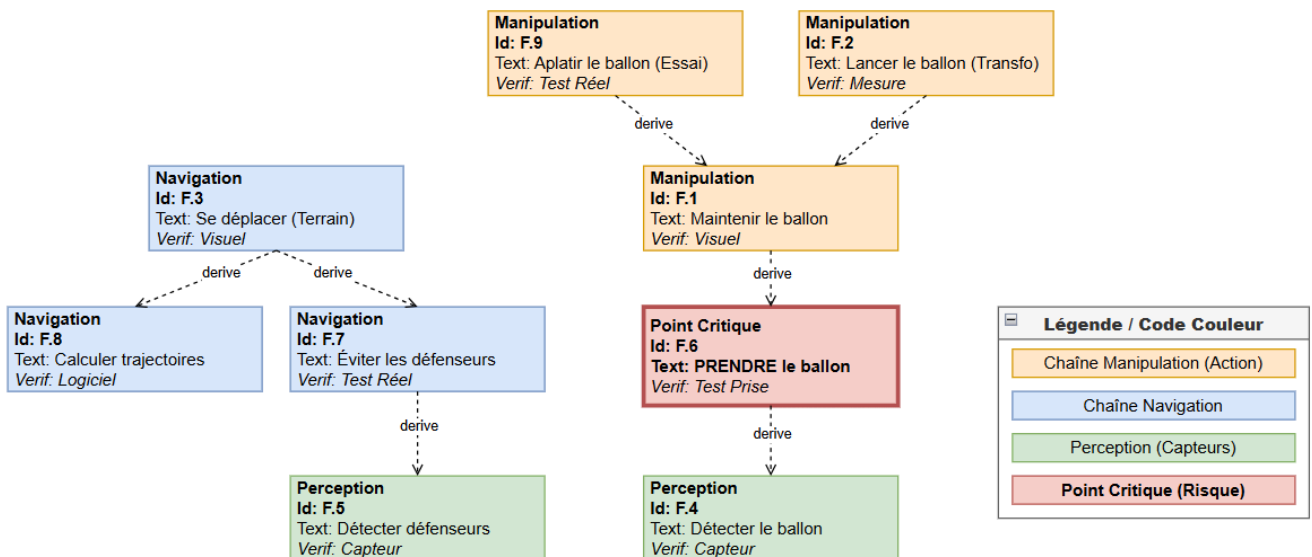 Manipulation
Id: F.9
Text: Aplatir le ballon (Essai)
Verif: Test Réel
Manipulation
Id: F.2
Text: Lancer le ballon (Transfo)
Verif: Mesure
derive
derive
Navigation
Id: F.3
Text: Se déplacer (Terrain)
Verif: Visuel
Manipulation
Id: F.1
Text: Maintenir le ballon
Verif: Visuel
derive
derive
derive
Navigation
Id: F.8
Text: Calculer trajectoires
Verif: Logiciel
Navigation
Id: F.7
Text: Éviter les défenseurs
Verif: Test Réel
Point Critique
Id: F.6
Text: PRENDRE le ballon
Verif: Test Prise
derive
derive
Perception
Id: F.5
Text: Détecter défenseurs
Verif: Capteur
Perception
Id: F.4
Text: Détecter le ballon
Verif: Capteur
Légende / Code Couleur
Chaîne Manipulation (Action)
Chaîne Navigation
Perception (Capteurs)
Point Critique (Risque)